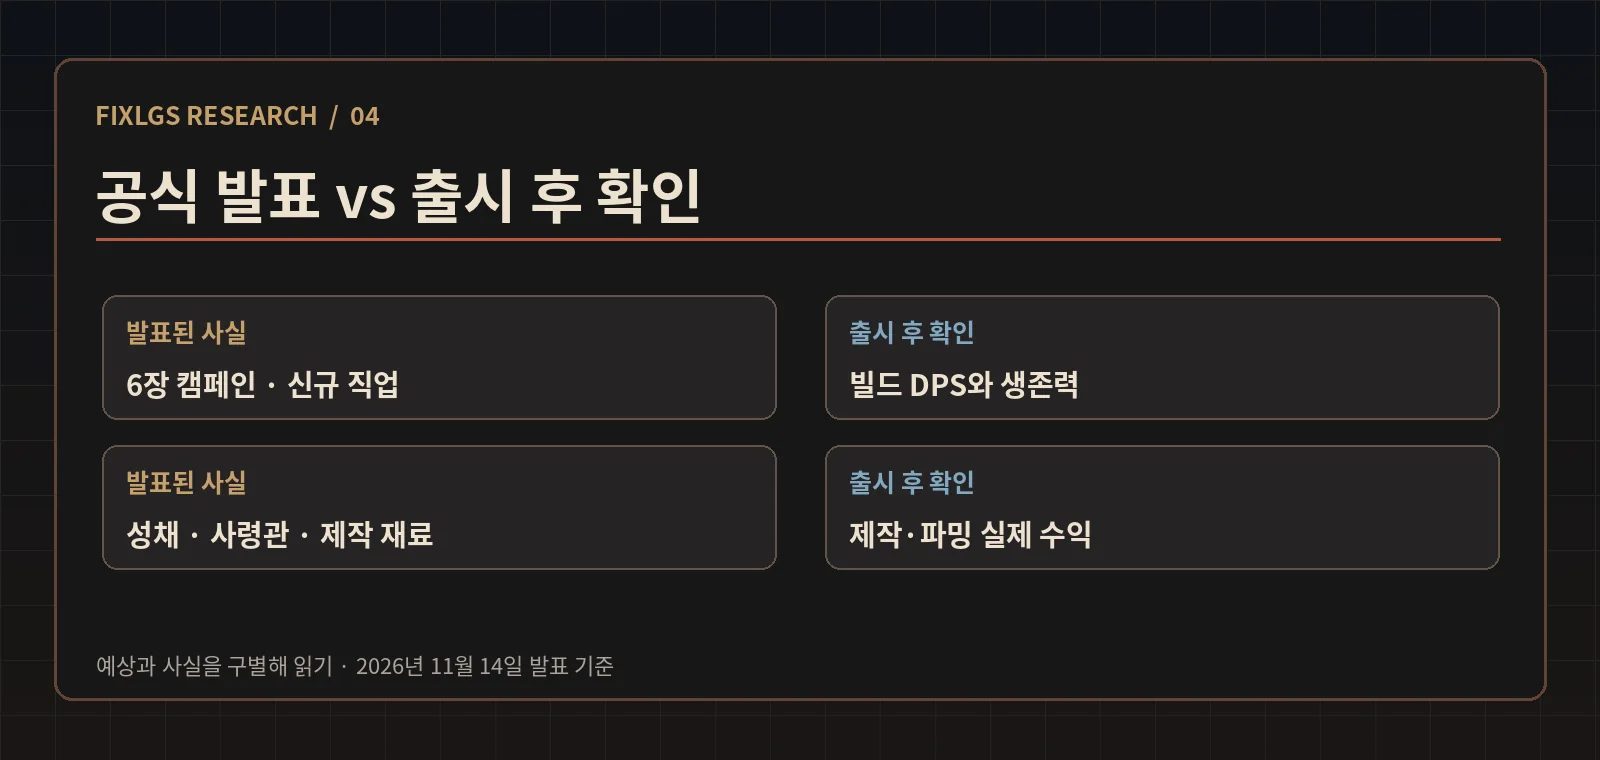 FIXLGS RESEARCH / 04
공식 발표 vs 출시 후 확인
발표된 사실
6장 캠페인 · 신규 직업
출시 후 확인
빌드 DPS와 생존력
발표된 사실
성채 · 사령관 · 제작 재료
출시 후 확인
제작·파밍 실제 수익
예상과 사실을 구별해 읽기 · 2026년 11월 14일 발표 기준